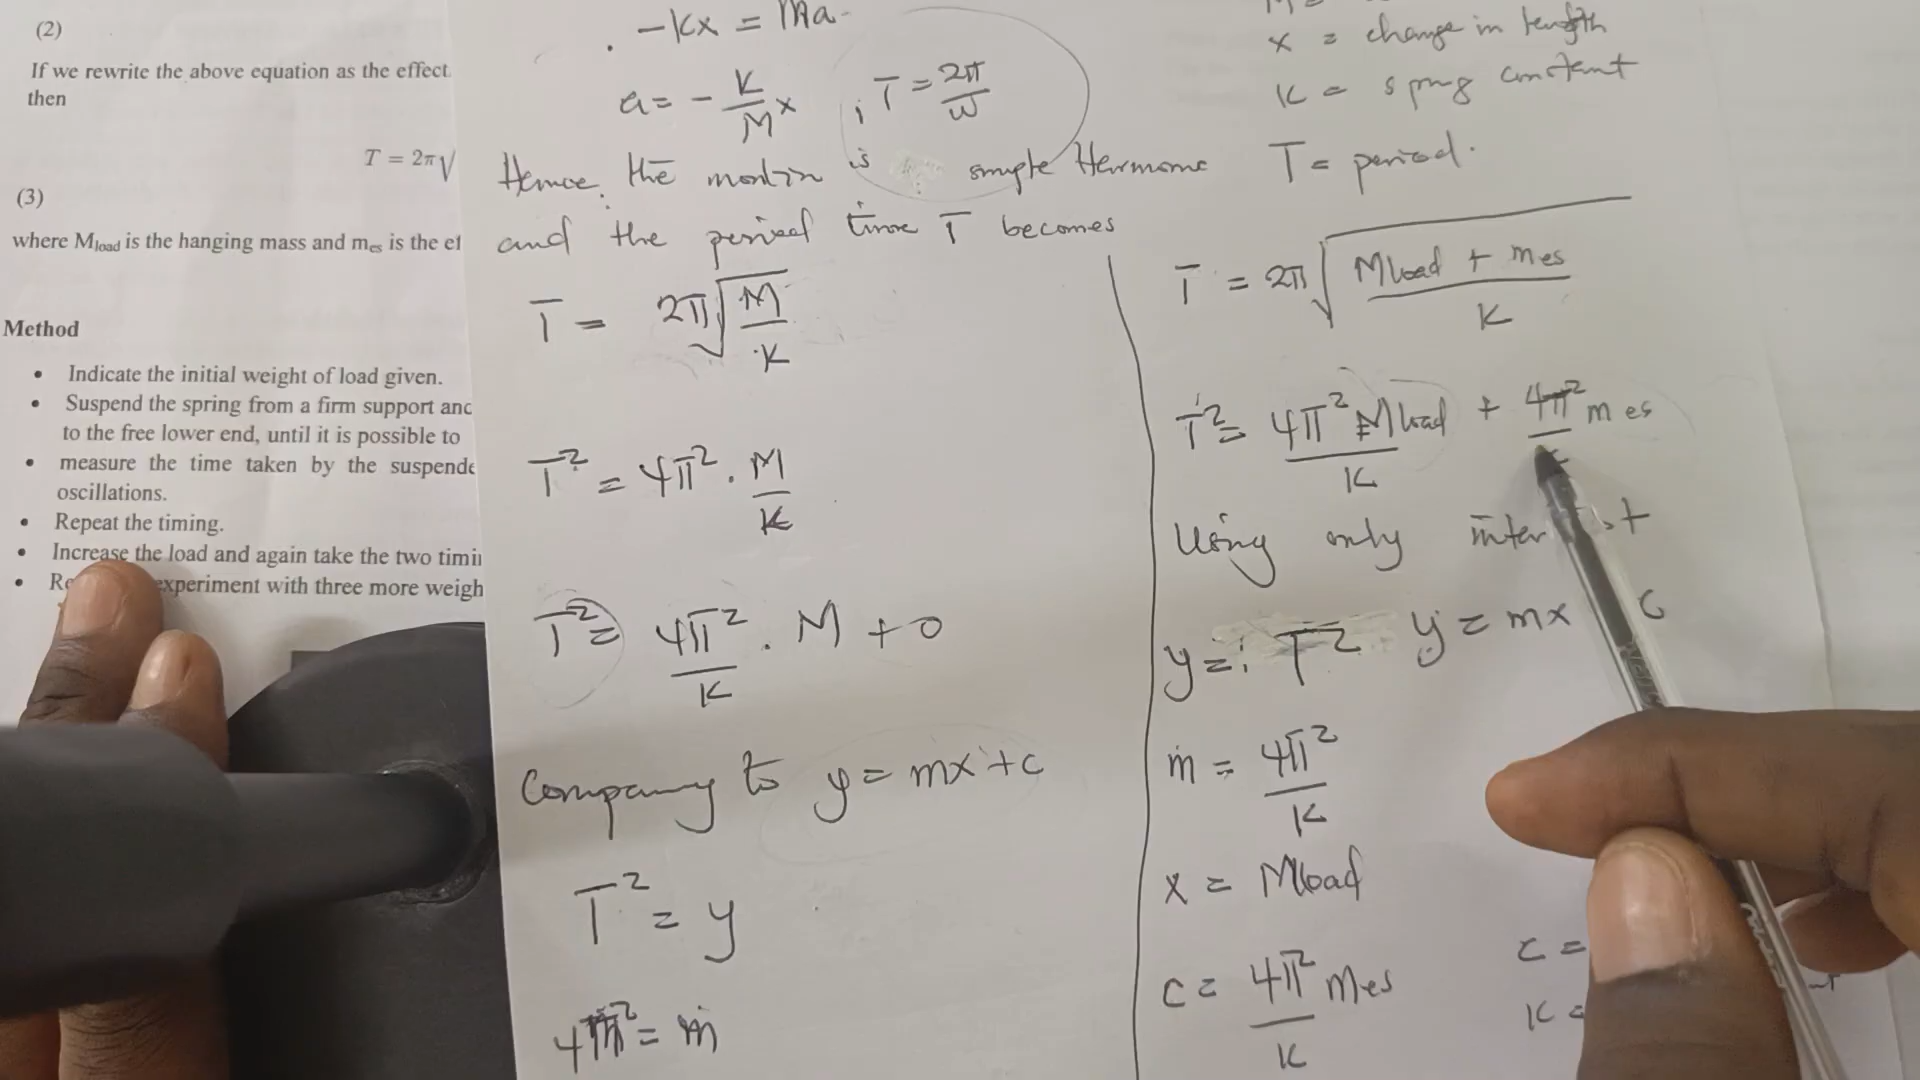 (2)
If we rewrite the above equation as the effect
then
T = 2π√
(3)
where Mload is the hanging mass and mes is the ef
Method
• Indicate the initial weight of load given.
• Suspend the spring from a firm support and
to the free lower end, until it is possible to
• measure the time taken by the suspende
oscillations.
• Repeat the timing.
• Increase the load and again take the two timi
• Re experiment with three more weigh
-kx = Ma
a = - K/M x ; T = 2π/W
Hence, the motion is simple Harmonic
and the period time T becomes
T = 2π√(M/K)
T² = 4π² . M/K
T² = 4π²/K . M + 0
Comparing to y = mx + c
T² = y
4π² = m
x = change in length
K = spring constant
T = period.
T = 2π√((Mload + mes)/K)
T² = 4π² Mload/K + 4π² mes
Using only
y = T² y = mx c
m = 4π²/K
x = Mload
c = 4π² Mes/K
c =
K =